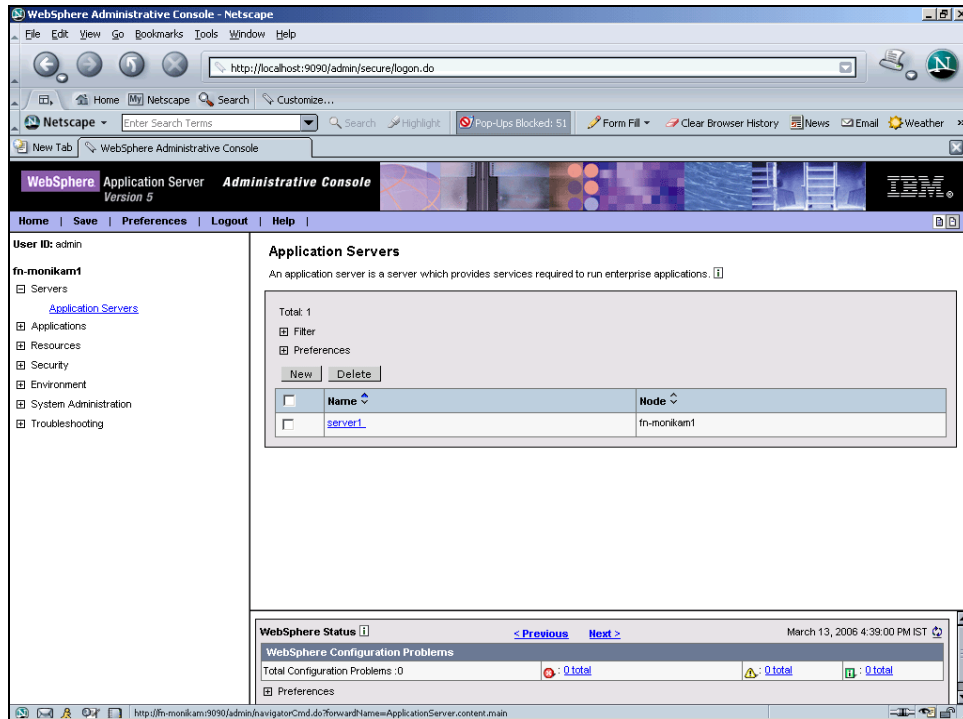 WebSphere Administrative Console - Netscape
File Edit View Go Bookmarks Tools Window Help
http://localhost:9090/admin/secure/logon.do
Home My Netscape Search Customize...
Netscape Enter Search Terms Search Highlight Pop-Ups Blocked: 51 Form Fill Clear Browser History News Email Weather
New Tab WebSphere Administrative Console
WebSphere Application Server Administrative Console
Version 5
IBM
Home | Save | Preferences | Logout | Help |
User ID: admin
fn-monikam1
Servers
Application Servers
Applications
Resources
Security
Environment
System Administration
Troubleshooting
Application Servers
An application server is a server which provides services required to run enterprise applications.
Total: 1
Filter
Preferences
New Delete
Name Node
server1 fn-monikam1
WebSphere Status < Previous Next > March 13, 2006 4:39:00 PM IST
WebSphere Configuration Problems
Total Configuration Problems :0 : 0 total : 0 total : 0 total
Preferences
http://fn-monikam:9090/admin/navigatorCmd.do?forwardName=ApplicationServer.content.main